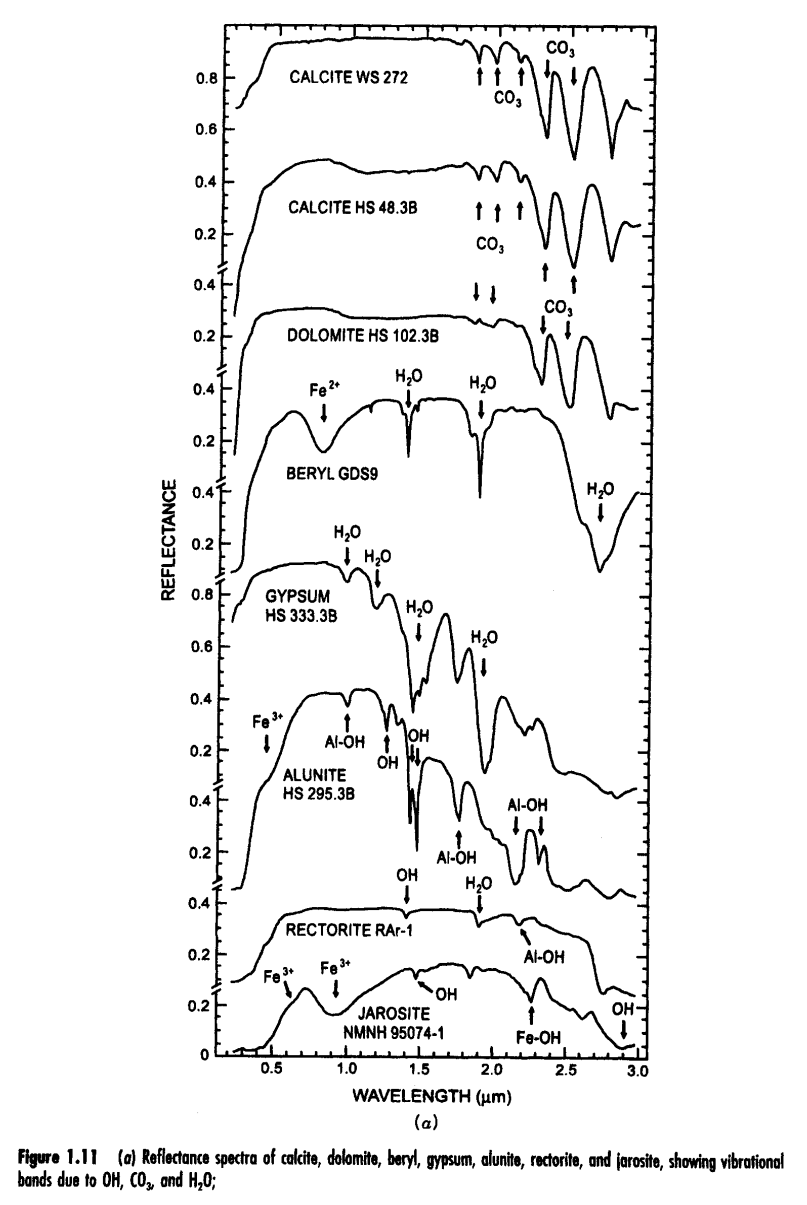 0.8
CO3
CALCITE WS 272
CO3
0.6
0.4
CALCITE HS 48.3B
0.2
CO3
0.4
CO3
0.2
DOLOMITE HS 102.3B
0.4
Fe2+
H2O
H2O
0.2
BERYL GDS9
0.4
H2O
0.2
H2O
H2O
0.8
GYPSUM
HS 333.3B
H2O
0.6
H2O
0.4
Fe3+
Al-OH
OH
OH
0.2
ALUNITE
HS 295.3B
0.4
Al-OH
0.2
Al-OH
OH
H2O
0.4
RECTORITE RAr-1
0.2
Al-OH
Fe3+
Fe3+
OH
0.2
JAROSITE
NMNH 95074-1
Fe-OH
OH
0
REFLECTANCE
0.5 1.0 1.5 2.0 2.5 3.0
WAVELENGTH (μm)
(a)
Figure 1.11 (a) Reflectance spectra of calcite, dolomite, beryl, gypsum, alunite, rectorite, and jarosite, showing vibrational
bands due to OH, CO3, and H2O;